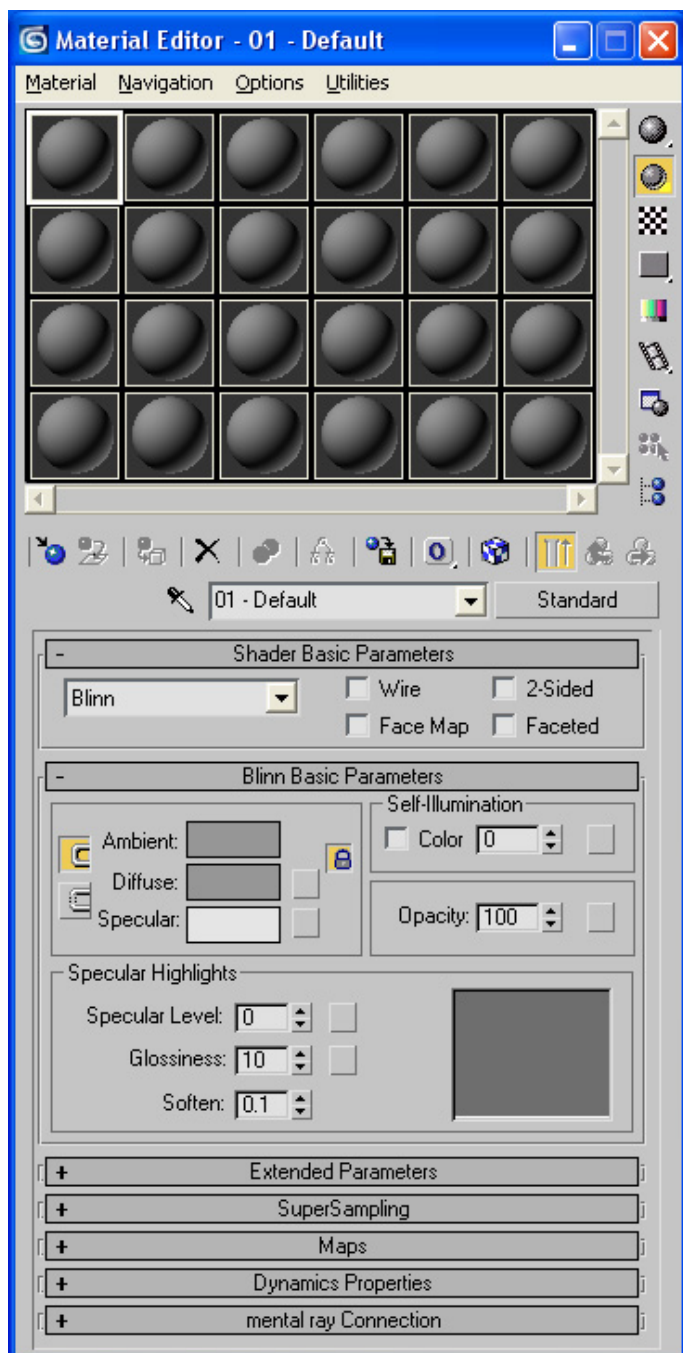 Material Editor - 01 - Default
Material Navigation Options Utilities
01 - Default Standard
- Shader Basic Parameters
Blinn Wire 2-Sided
Face Map Faceted
- Blinn Basic Parameters
Self-Illumination
Ambient: Color 0
Diffuse:
Specular: Opacity: 100
Specular Highlights
Specular Level: 0
Glossiness: 10
Soften: 0.1
+ Extended Parameters
+ SuperSampling
+ Maps
+ Dynamics Properties
+ mental ray Connection